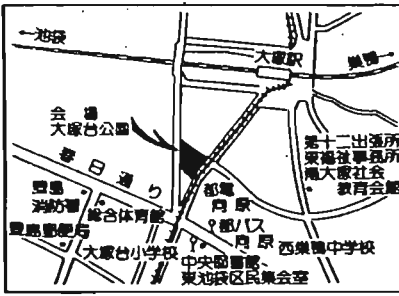 ←池袋
大塚駅
巣鴨→
会場
大塚台公園
春日通り
豊島
消防署
総合体育館
豊島郵便局
大塚台小学校
都電
向原
都バス
向原
中央図書館、
東池袋区民集会室
西巣鴨中学校
第十二出張所
東福祉事務所
南大塚社会
教育会館